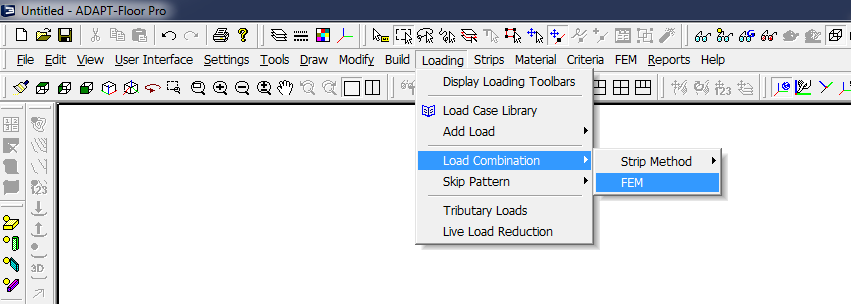 Untitled - ADAPT-Floor Pro
File Edit View User Interface Settings Tools Draw Modify Build Loading Strips Material Criteria FEM Reports Help
Display Loading Toolbars
Load Case Library
Add Load
Load Combination
Strip Method
Skip Pattern
FEM
Tributary Loads
Live Load Reduction
3D